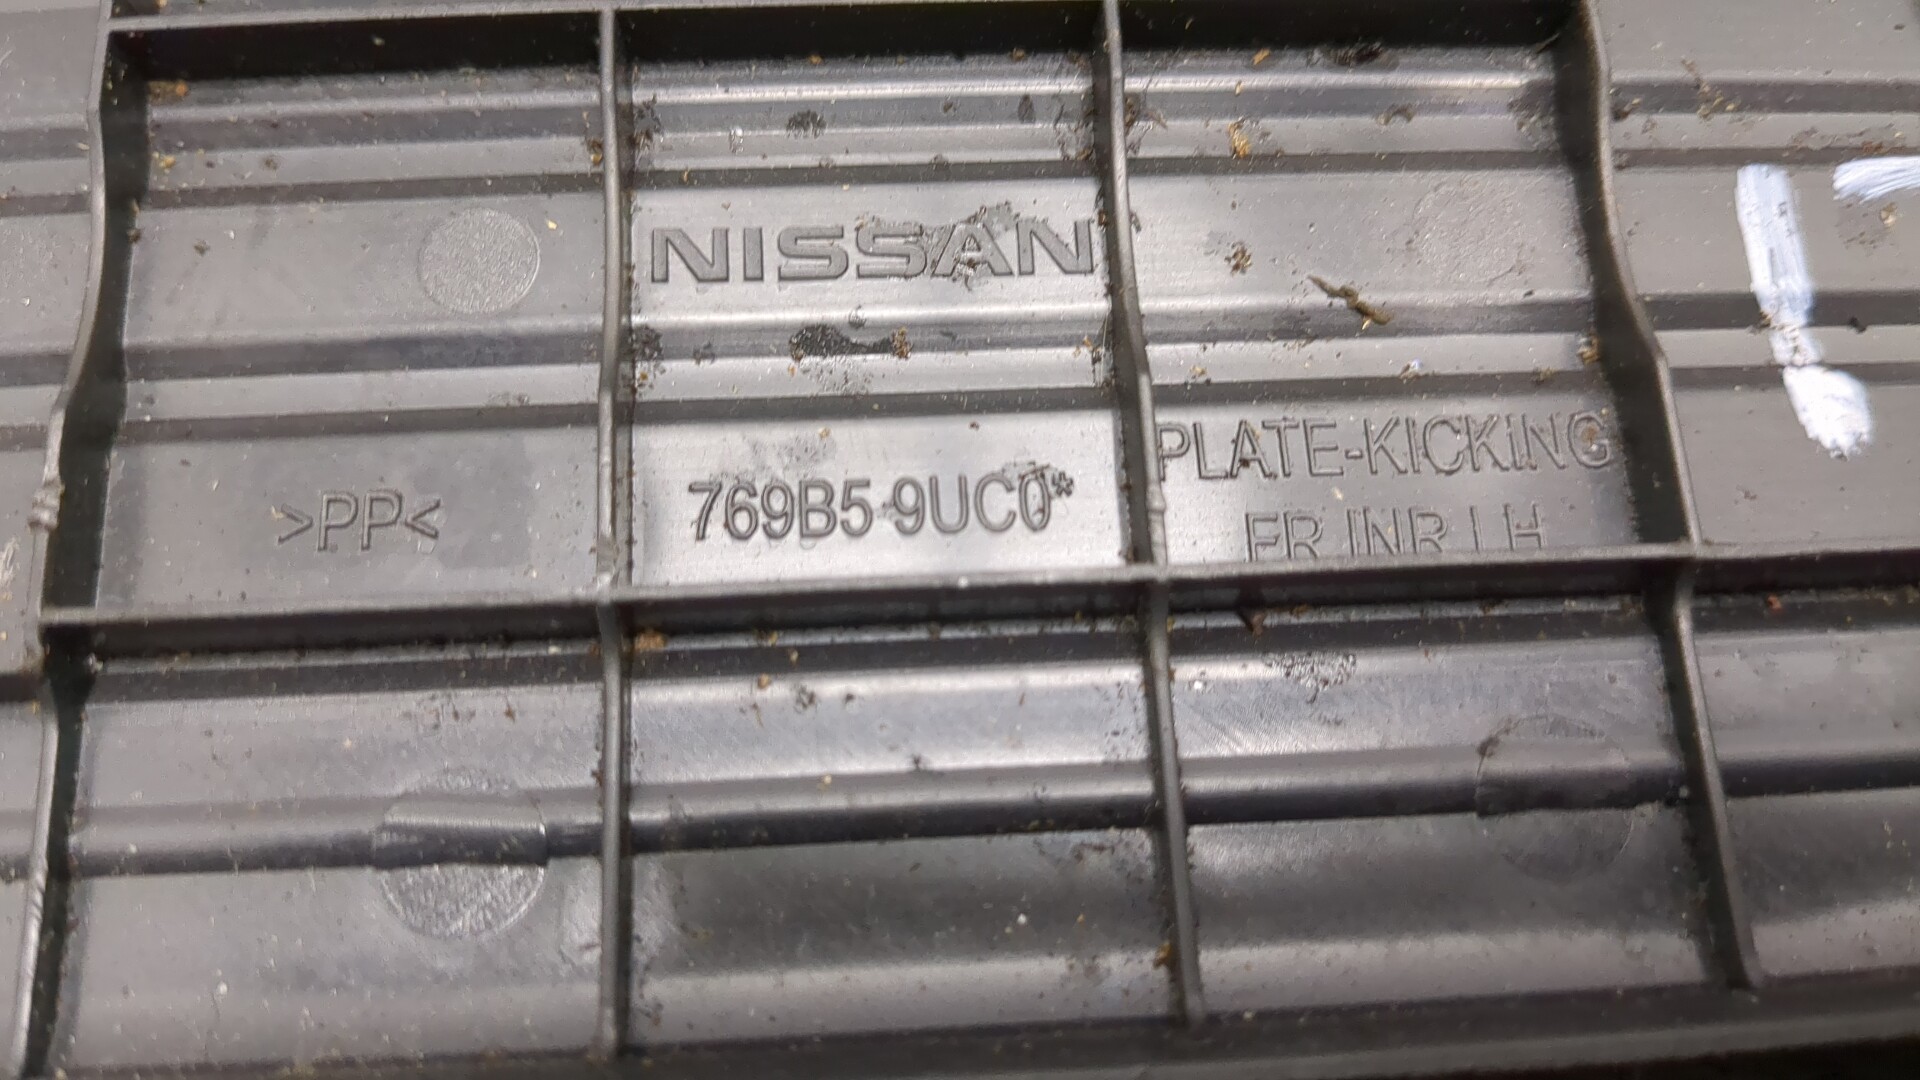 NISSAN
>PP<
769B5 9UC0*
PLATE-KICKING
FR INR LH